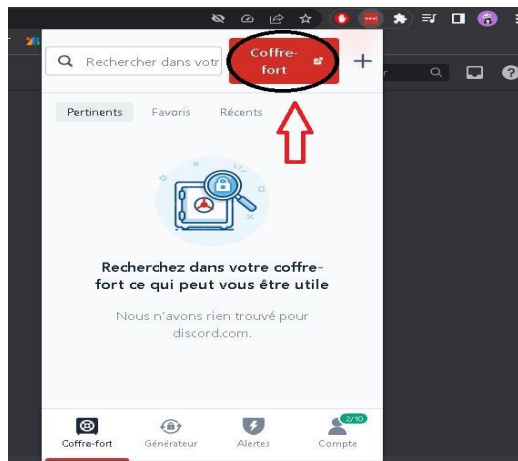 Rechercher dans votr
Coffre-
fort
Pertinents Favoris Récents
Recherchez dans votre coffre-
fort ce qui peut vous être utile
Nous n'avons rien trouvé pour
discord.com.
2/10
Coffre-fort Générateur Alertes Compte